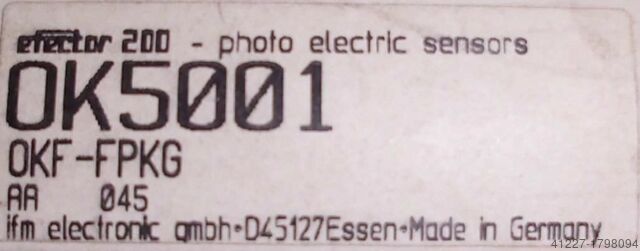 efector 200 - photo electric sensors
OK5001
OKF-FPKG
AA 045
ifm electronic gmbh•D45127Essen•Made in Germany
41227-1798094